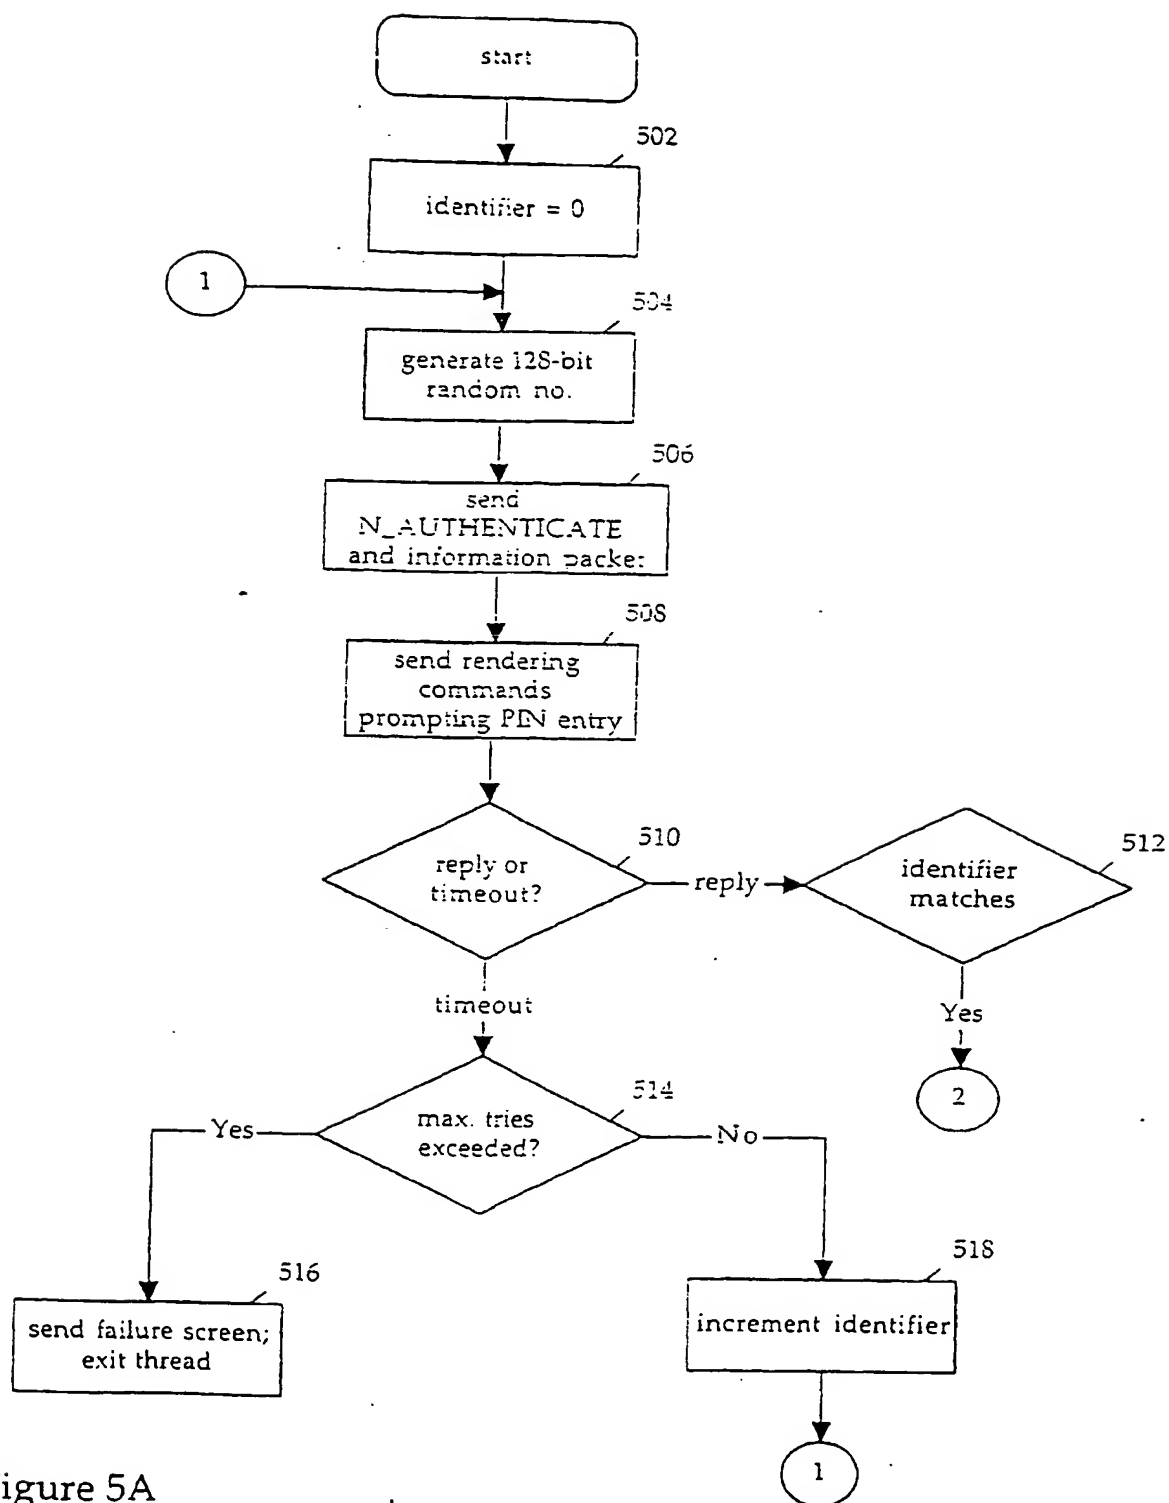 start
502
identifier = 0
1
504
generate 128-bit
random no.
506
send
N_AUTHENTICATE
and information packet
508
send rendering
commands
prompting PIN entry
510
reply or
timeout?
reply
512
identifier
matches
timeout
Yes
2
514
max. tries
exceeded?
Yes
No
516
send failure screen;
exit thread
518
increment identifier
1
igure 5A